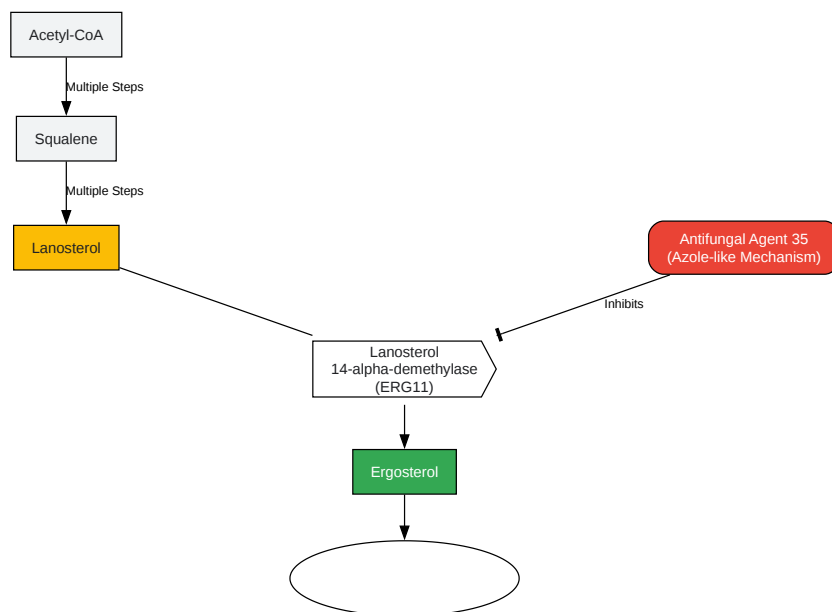 Acetyl-CoA
Multiple Steps
Squalene
Multiple Steps
Lanosterol
Antifungal Agent 35
(Azole-like Mechanism)
Inhibits
Lanosterol
14-alpha-demethylase
(ERG11)
Ergosterol